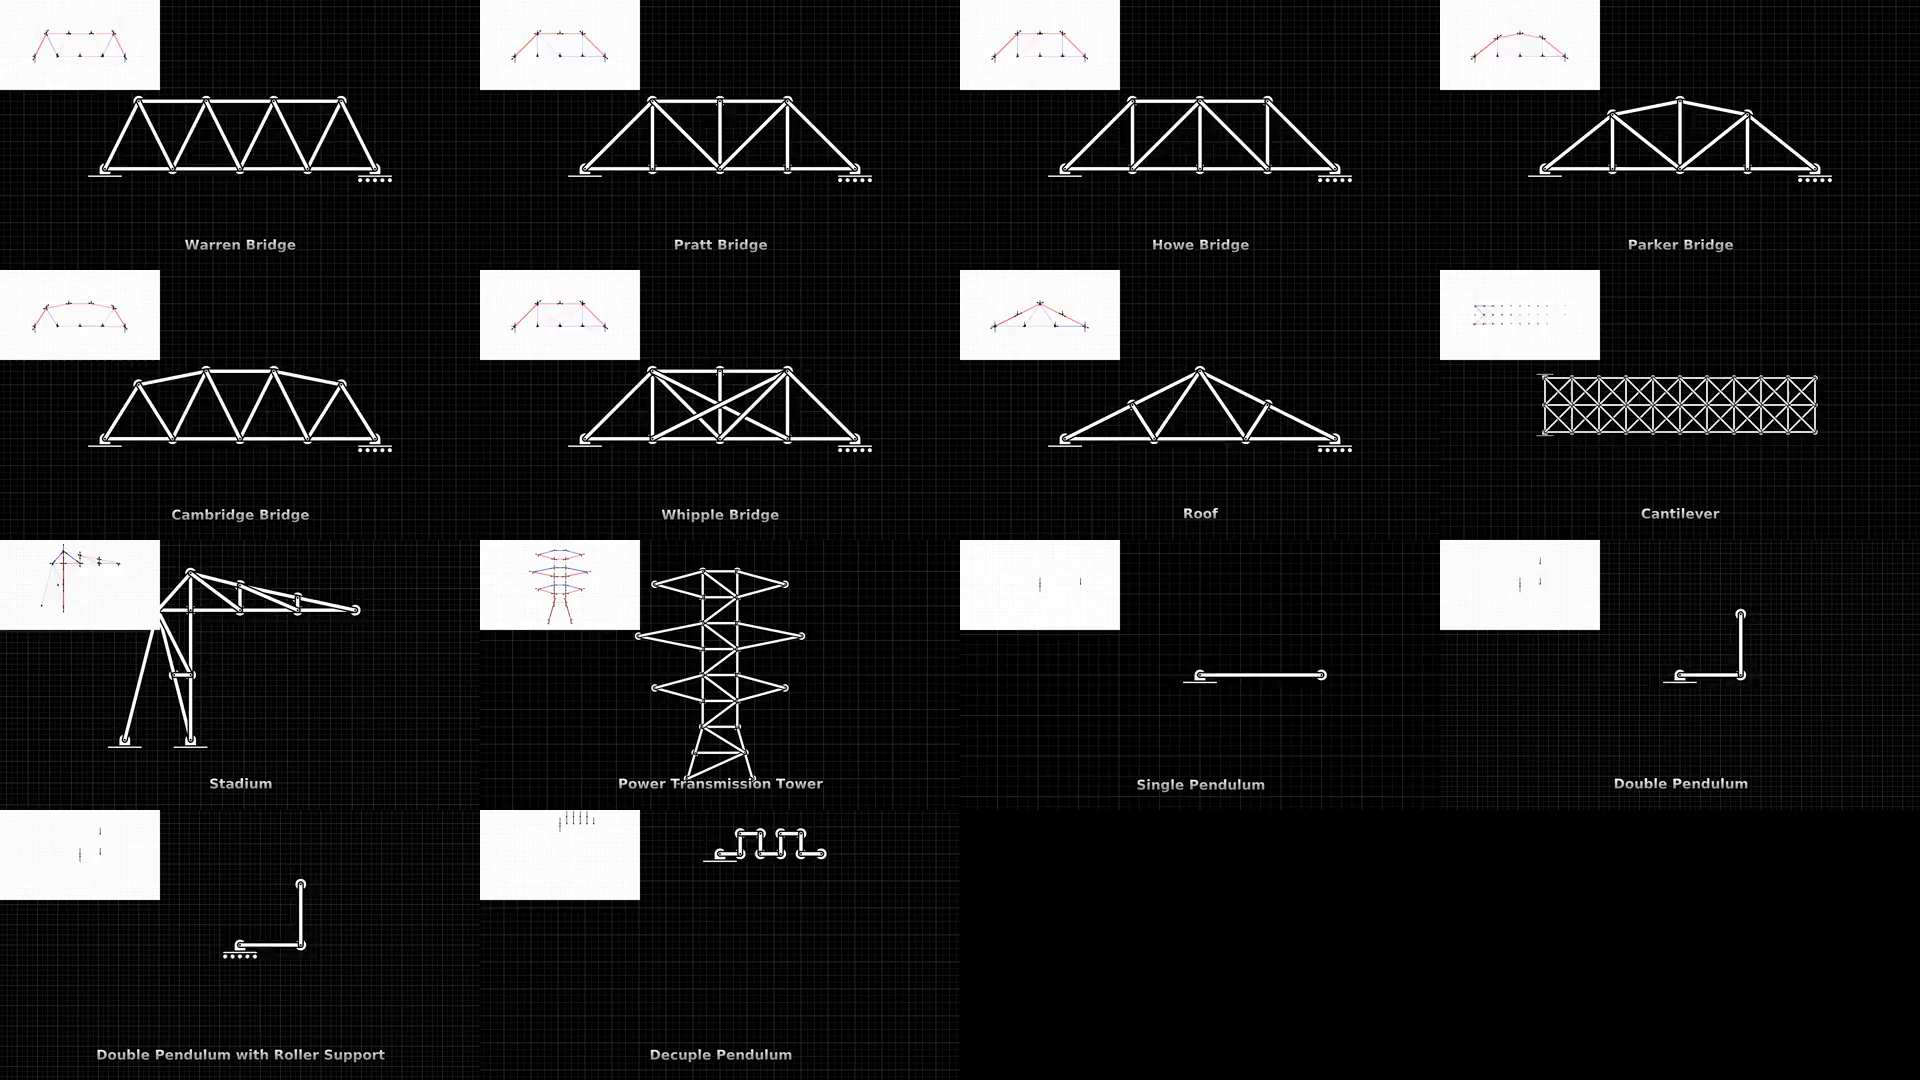 Warren Bridge
Pratt Bridge
Howe Bridge
Parker Bridge
Cambridge Bridge
Whipple Bridge
Roof
Cantilever
Stadium
Power Transmission Tower
Single Pendulum
Double Pendulum
Double Pendulum with Roller Support
Decuple Pendulum